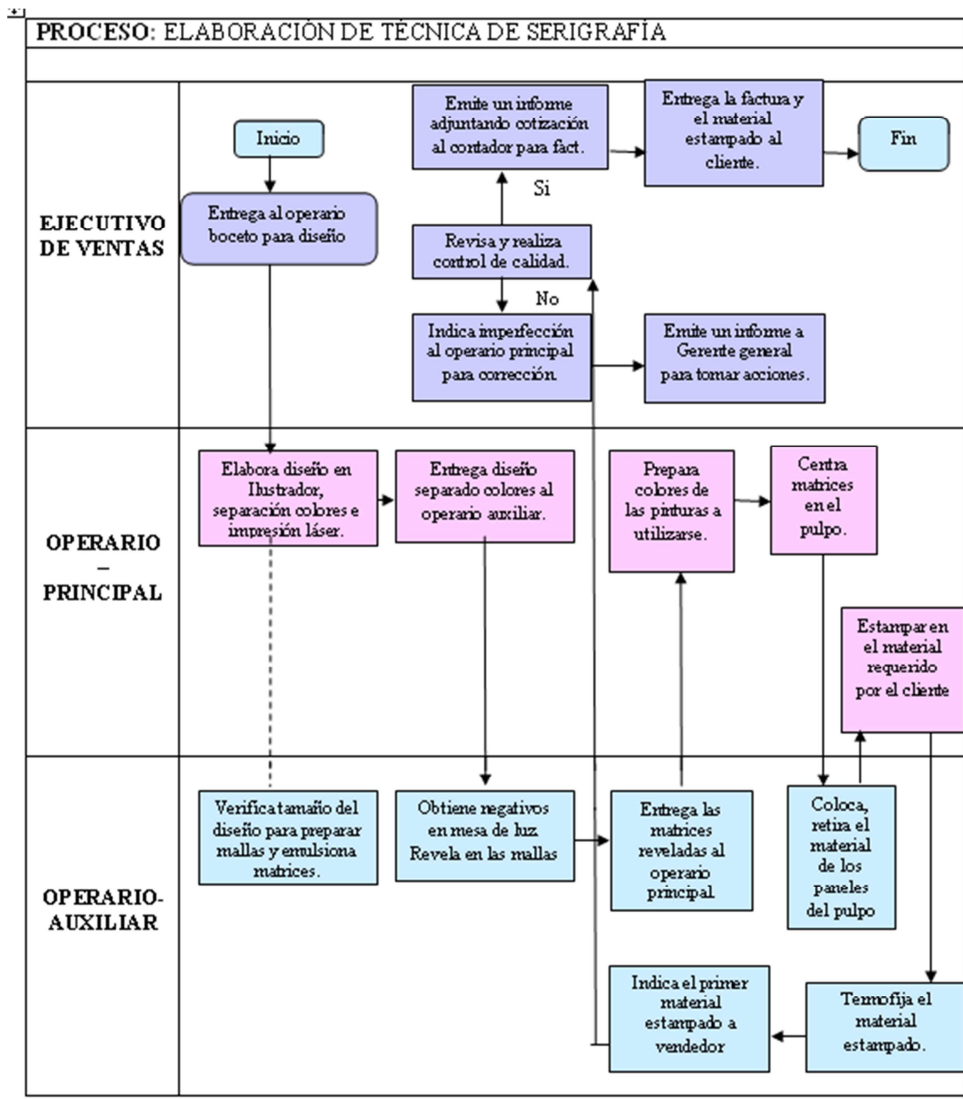 PROCESO: ELABORACIÓN DE TÉCNICA DE SERIGRAFÍA
EJECUTIVO
DE VENTAS
Inicio
Entrega al operario
boceto para diseño
Emite un informe
adjuntando cotización
al contador para fact.
Entrega la factura y
el material
estampado al
cliente.
Fin
Si
Revisa y realiza
control de calidad.
No
Indica imperfección
al operario principal
para corrección.
Emite un informe a
Gerente general
para tomar acciones.
OPERARIO
–
PRINCIPAL
Elabora diseño en
Ilustrador,
separación colores e
impresión láser.
Entrega diseño
separado colores al
operario auxiliar.
Prepara
colores de
las pinturas a
utilizarse.
Centra
matrices
en el
pulpo.
Estampar en
el material
requerido
por el cliente
OPERARIO-
AUXILIAR
Verifica tamaño del
diseño para preparar
mallas y emulsiona
matrices.
Obtiene negativos
en mesa de luz
Revela en las mallas
Entrega las
matrices
reveladas al
operario
principal.
Coloca,
retira el
material
de los
paneles
del pulpo
Indica el primer
material
estampado a
vendedor
Termofija el
material
estampado.